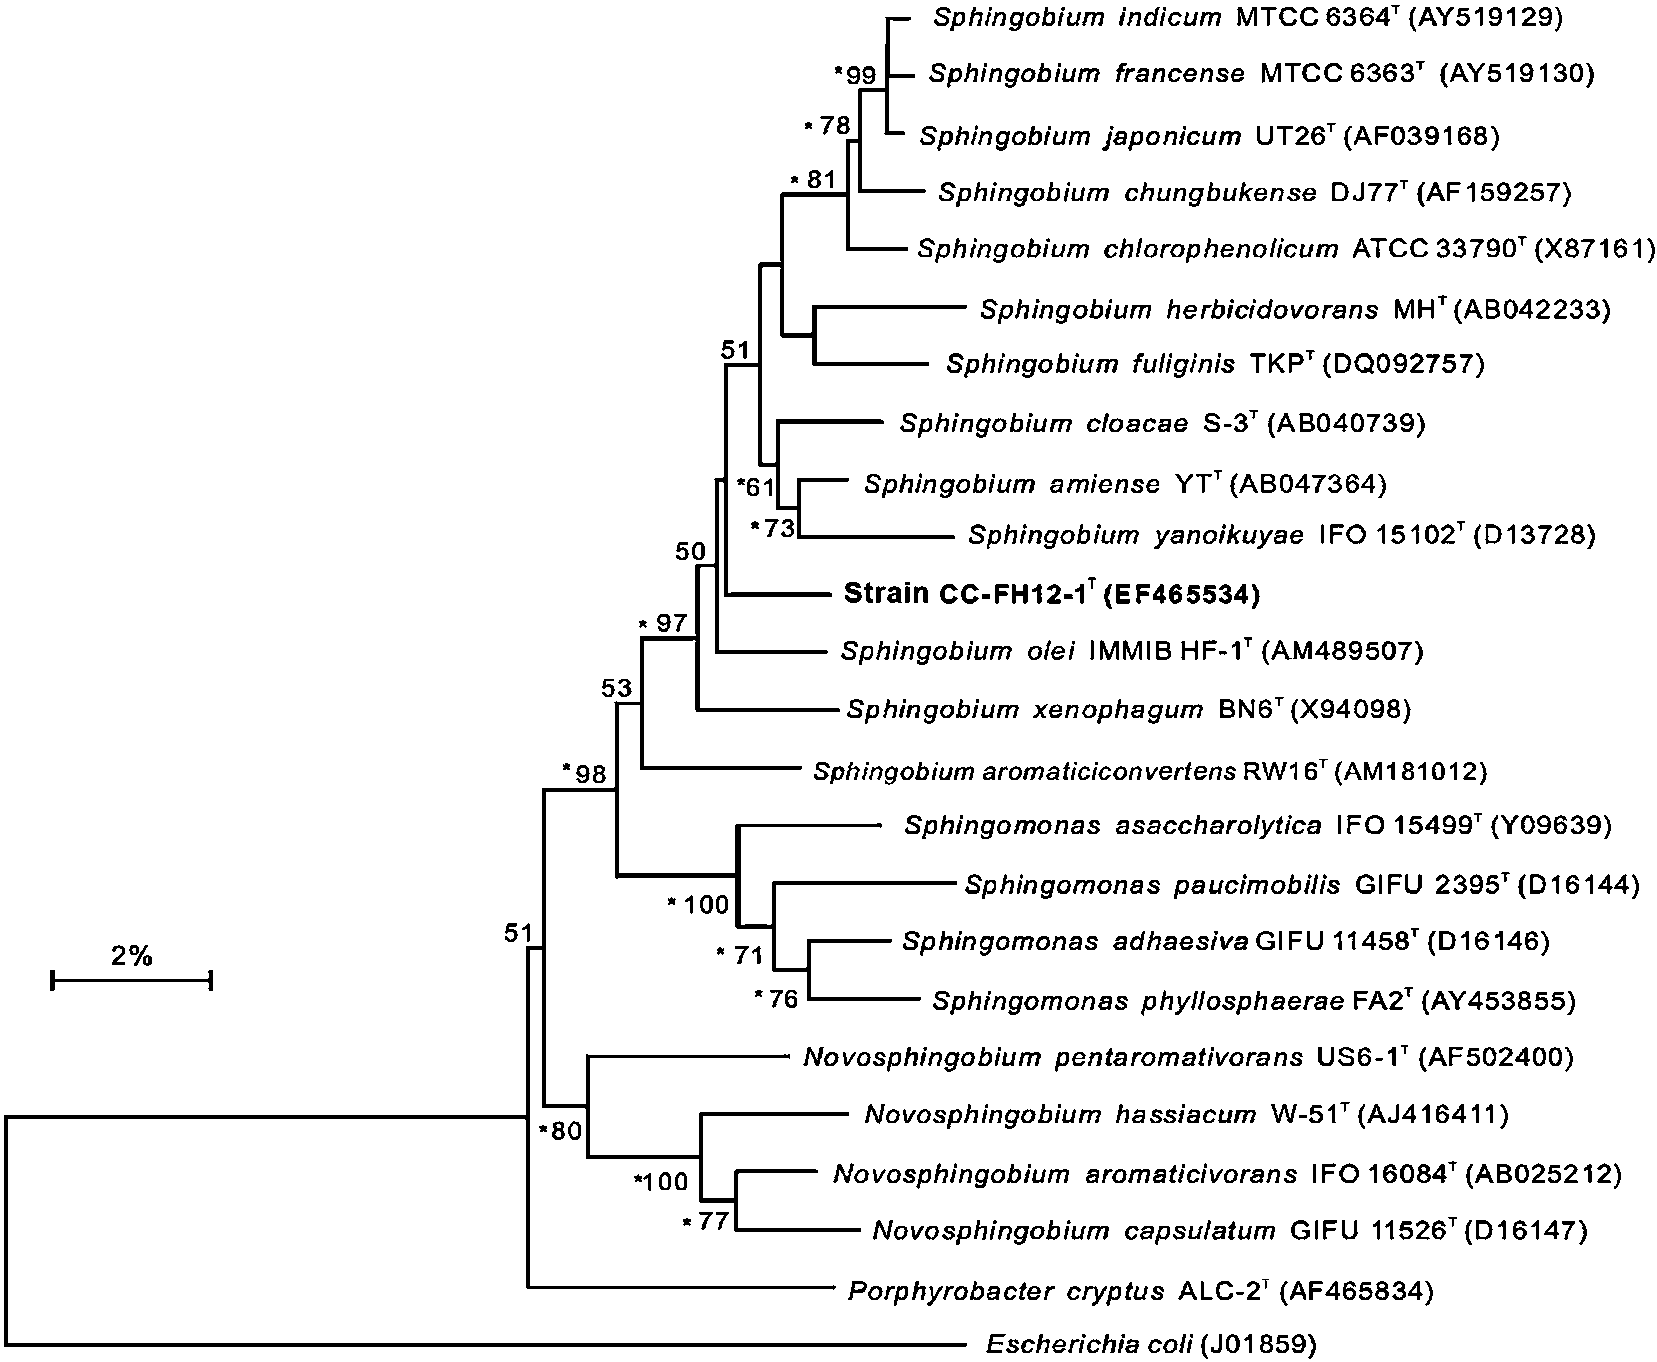 Sphingobium indicum MTCC 6364ᵀ (AY519129)
*99
Sphingobium francense MTCC 6363ᵀ (AY519130)
* 78
Sphingobium japonicum UT26ᵀ (AF039168)
* 81
Sphingobium chungbukense DJ77ᵀ (AF159257)
Sphingobium chlorophenolicum ATCC 33790ᵀ (X87161)
Sphingobium herbicidovorans MHᵀ (AB042233)
51
Sphingobium fuliginis TKPᵀ (DQ092757)
Sphingobium cloacae S-3ᵀ (AB040739)
*61
Sphingobium amiense YTᵀ (AB047364)
*73
Sphingobium yanoikuyae IFO 15102ᵀ (D13728)
50
Strain CC-FH12-1ᵀ (EF465534)
* 97
Sphingobium olei IMMIB HF-1ᵀ (AM489507)
53
Sphingobium xenophagum BN6ᵀ (X94098)
*98
Sphingobium aromaticiconvertens RW16ᵀ (AM181012)
Sphingomonas asaccharolytica IFO 15499ᵀ (Y09639)
* 100
Sphingomonas paucimobilis GIFU 2395ᵀ (D16144)
51
* 71
Sphingomonas adhaesiva GIFU 11458ᵀ (D16146)
2%
* 76
Sphingomonas phyllosphaerae FA2ᵀ (AY453855)
Novosphingobium pentaromativorans US6-1ᵀ (AF502400)
*80
Novosphingobium hassiacum W-51ᵀ (AJ416411)
*100
Novosphingobium aromaticivorans IFO 16084ᵀ (AB025212)
* 77
Novosphingobium capsulatum GIFU 11526ᵀ (D16147)
Porphyrobacter cryptus ALC-2ᵀ (AF465834)
Escherichia coli (J01859)